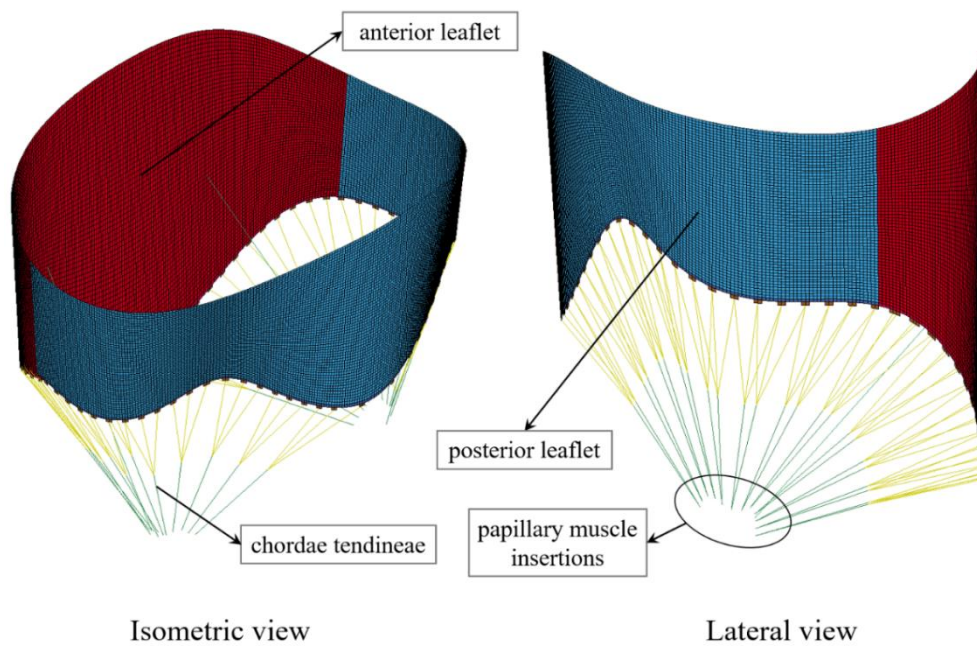 anterior leaflet
posterior leaflet
chordae tendineae
papillary muscle
insertions
Isometric view
Lateral view